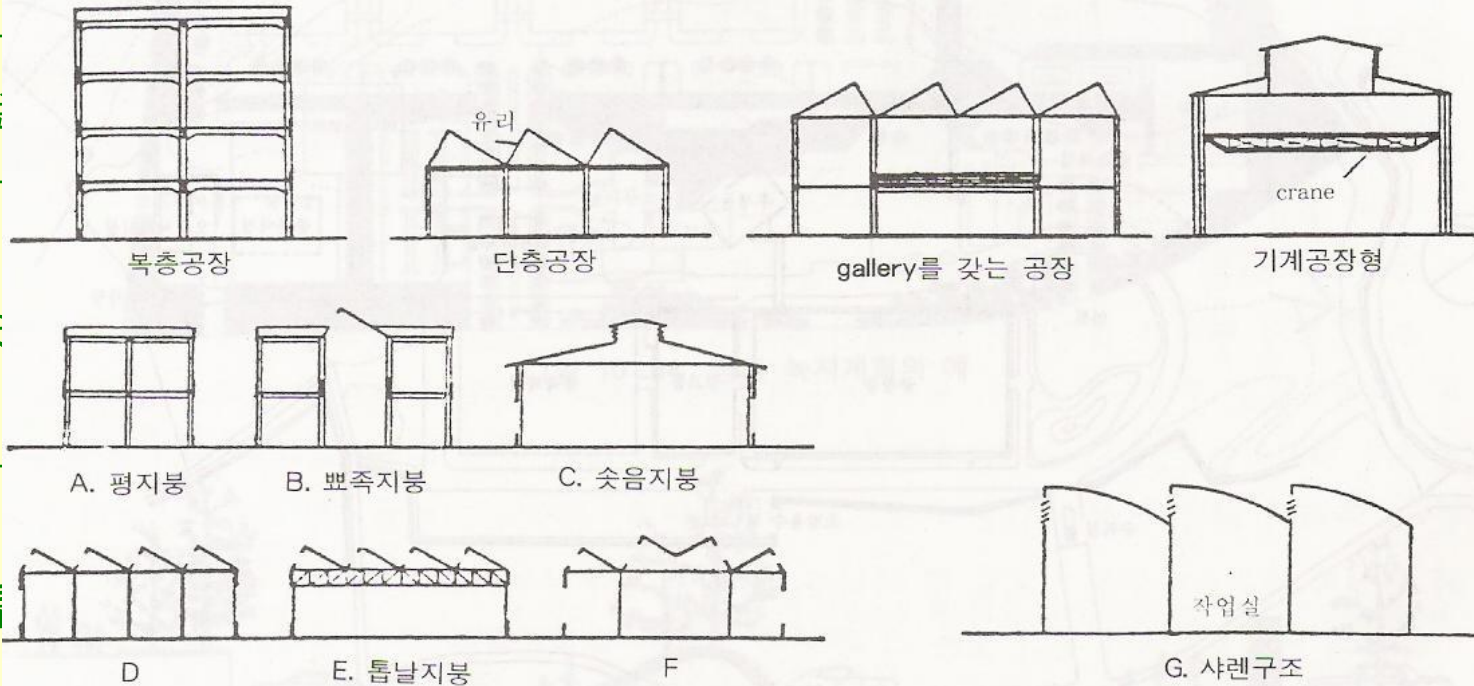 유리
crane
복층공장
단층공장
gallery를 갖는 공장
기계공장형
A. 평지붕
B. 뾰족지붕
C. 솟음지붕
작업실
D
E. 톱날지붕
F
G. 샤렌구조